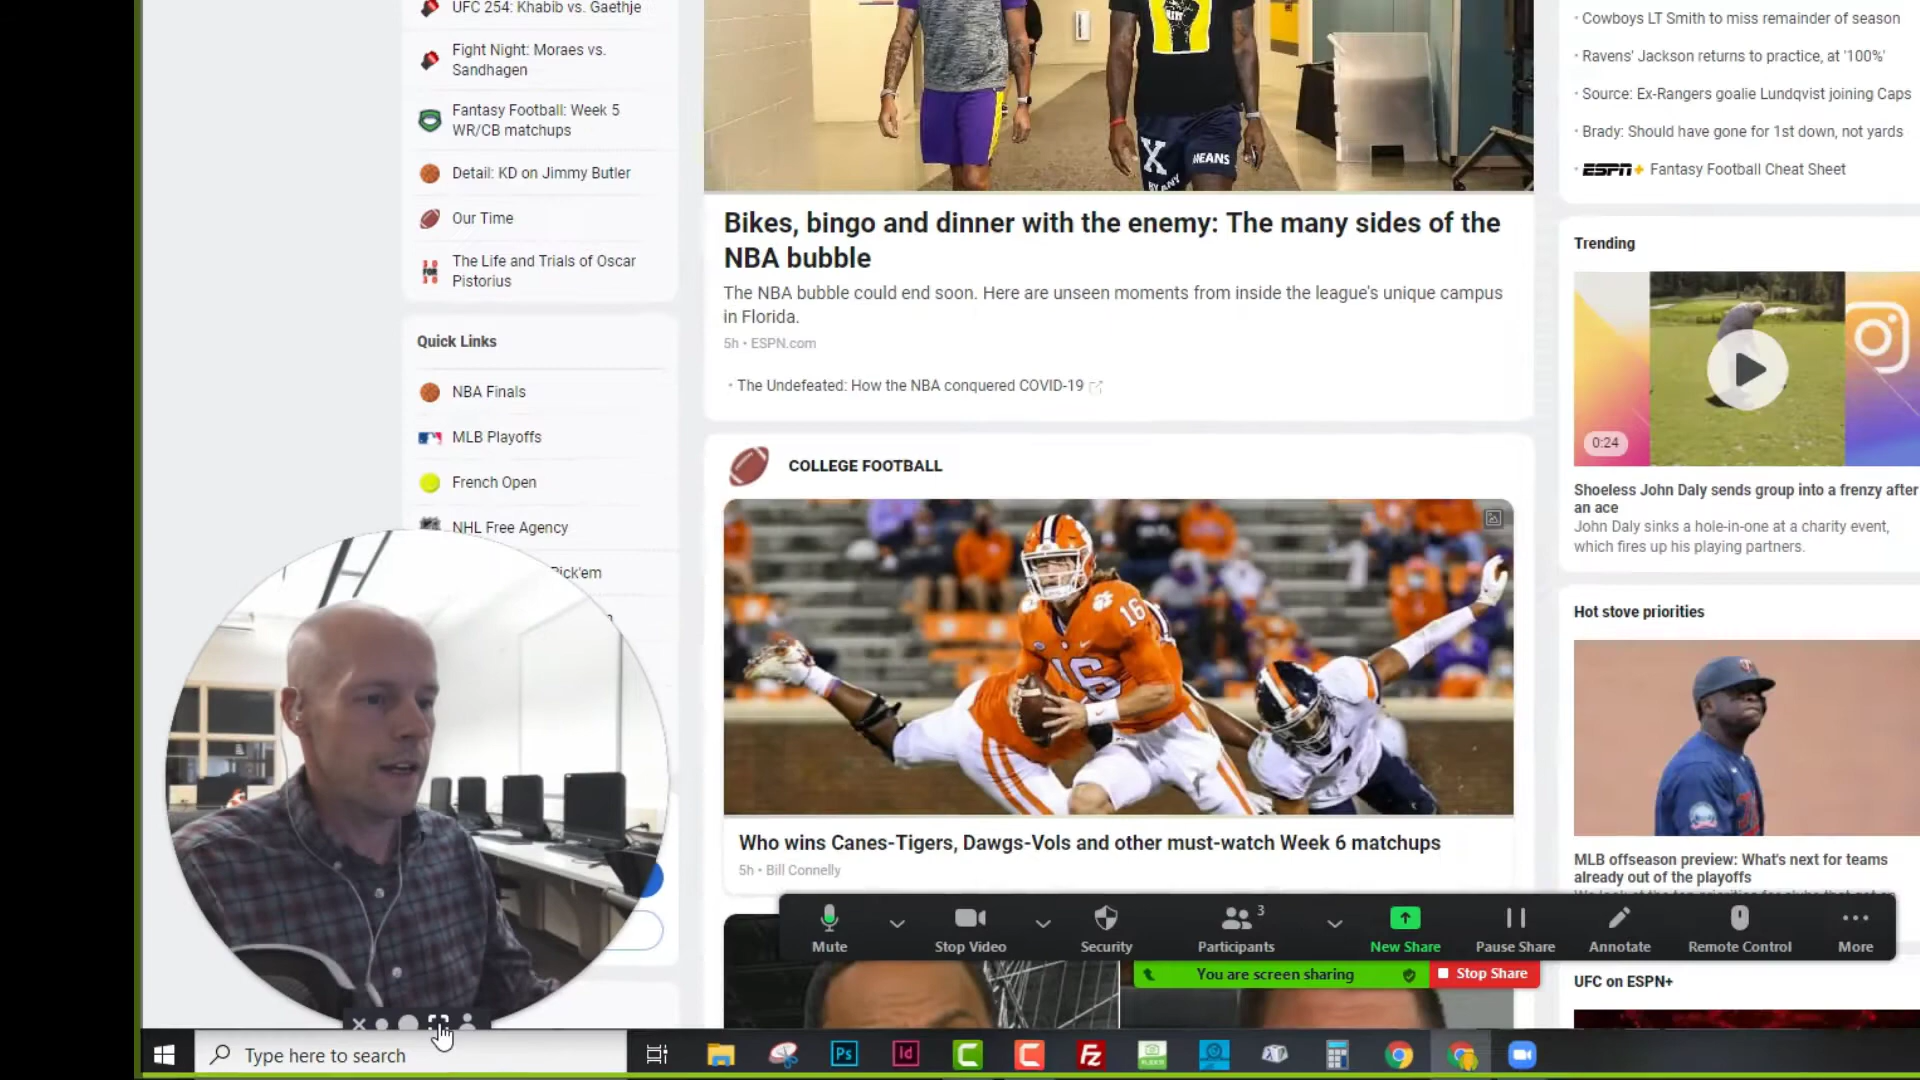 UFC 254: Khabib vs. Gaethje
Fight Night: Moraes vs.
Sandhagen
Fantasy Football: Week 5
WR/CB matchups
Detail: KD on Jimmy Butler
Our Time
30 FOR 30
The Life and Trials of Oscar
Pistorius
Quick Links
NBA Finals
MLB Playoffs
French Open
NHL Free Agency
Pick'em
X
BY ANY
MEANS
Bikes, bingo and dinner with the enemy: The many sides of the
NBA bubble
The NBA bubble could end soon. Here are unseen moments from inside the league's unique campus
in Florida.
5h • ESPN.com
• The Undefeated: How the NBA conquered COVID-19
COLLEGE FOOTBALL
16
16
Who wins Canes-Tigers, Dawgs-Vols and other must-watch Week 6 matchups
5h • Bill Connelly
• Cowboys LT Smith to miss remainder of season
• Ravens' Jackson returns to practice, at '100%'
• Source: Ex-Rangers goalie Lundqvist joining Caps
• Brady: Should have gone for 1st down, not yards
• ESPN+ Fantasy Football Cheat Sheet
Trending
0:24
Shoeless John Daly sends group into a frenzy after
an ace
John Daly sinks a hole-in-one at a charity event,
which fires up his playing partners.
Hot stove priorities
MLB offseason preview: What's next for teams
already out of the playoffs
3
Mute
Stop Video
Security
Participants
New Share
Pause Share
Annotate
Remote Control
More
You are screen sharing
Stop Share
UFC on ESPN+
Type here to search
Ps
Id
C
C
Fz